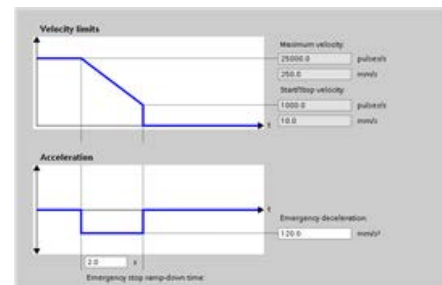 Velocity limits
Maximum velocity:
25000.0 pulses/s
250.0 mm/s
Start/Stop velocity:
1000.0 pulses/s
10.0 mm/s
t
Acceleration
t
Emergency deceleration:
120.0 mm/s²
2.0 s
Emergency stop ramp-down time: